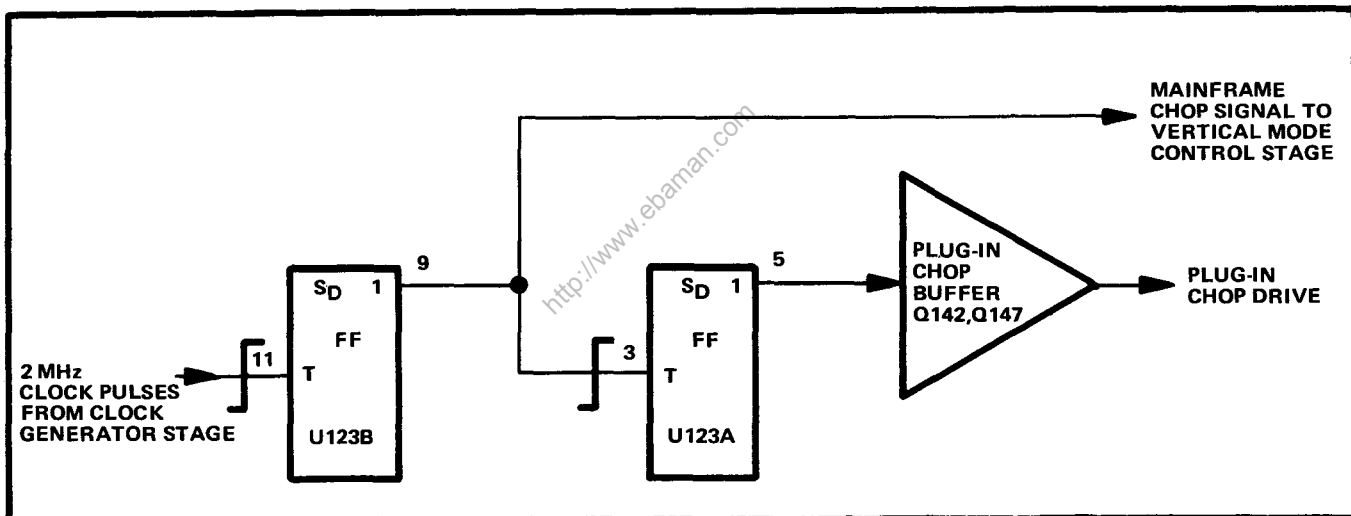 MAINFRAME
CHOP SIGNAL TO
VERTICAL MODE
CONTROL STAGE
http://www.ebaman.com
9
5
SD 1
FF
T
U123B
11
2 MHz
CLOCK PULSES
FROM CLOCK
GENERATOR STAGE
SD 1
FF
3
T
U123A
PLUG-IN
CHOP
BUFFER
Q142,Q147
PLUG-IN
CHOP DRIVE